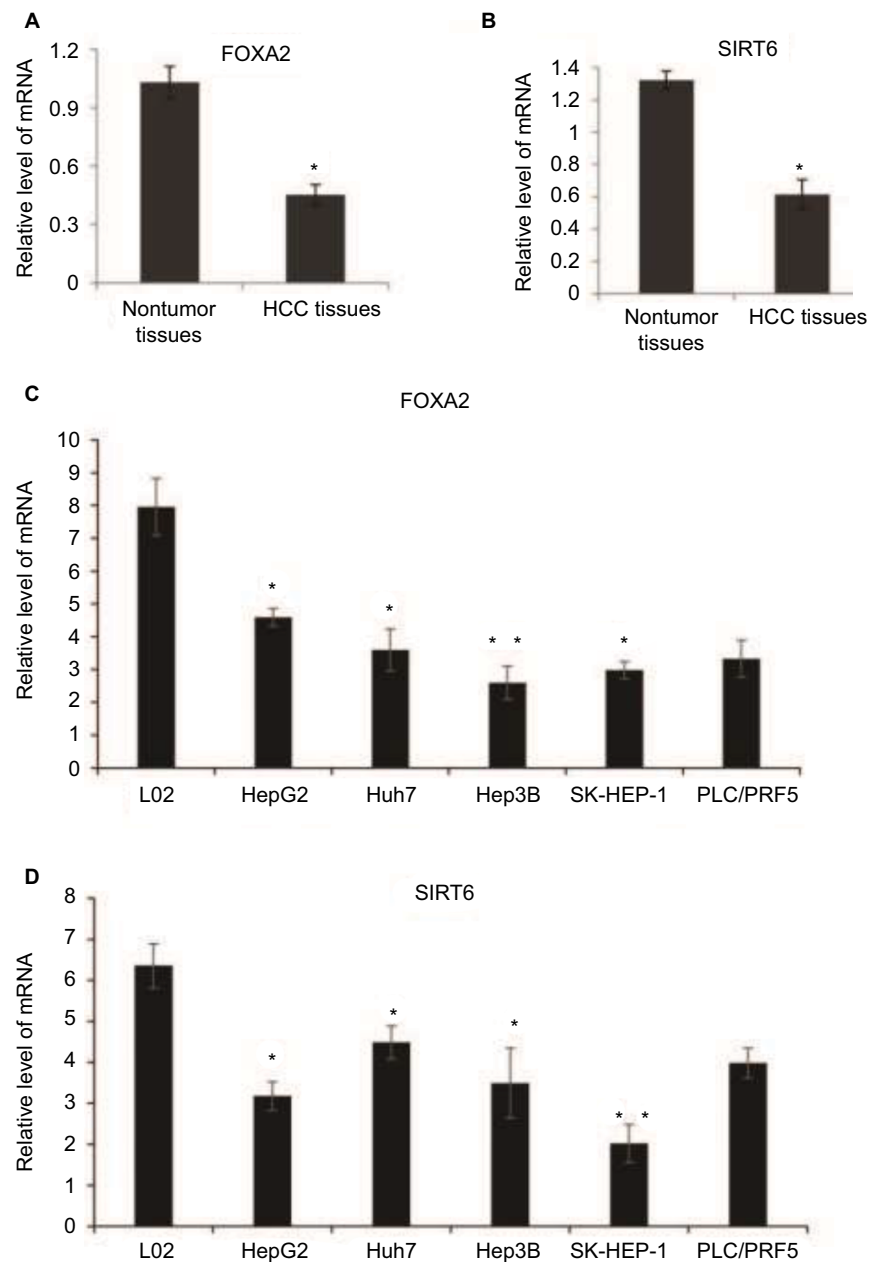 A
FOXA2
Relative level of mRNA
1.2
0.9
0.6
0.3
0
*
Nontumor
tissues
HCC tissues
B
SIRT6
Relative level of mRNA
1.4
1.2
1
0.8
0.6
0.4
0.2
0
*
Nontumor
tissues
HCC tissues
C
FOXA2
Relative level of mRNA
10
9
8
7
6
5
4
3
2
1
0
*
*
* *
*
L02 HepG2 Huh7 Hep3B SK-HEP-1 PLC/PRF5
D
SIRT6
Relative level of mRNA
8
7
6
5
4
3
2
1
0
*
*
*
* *
L02 HepG2 Huh7 Hep3B SK-HEP-1 PLC/PRF5